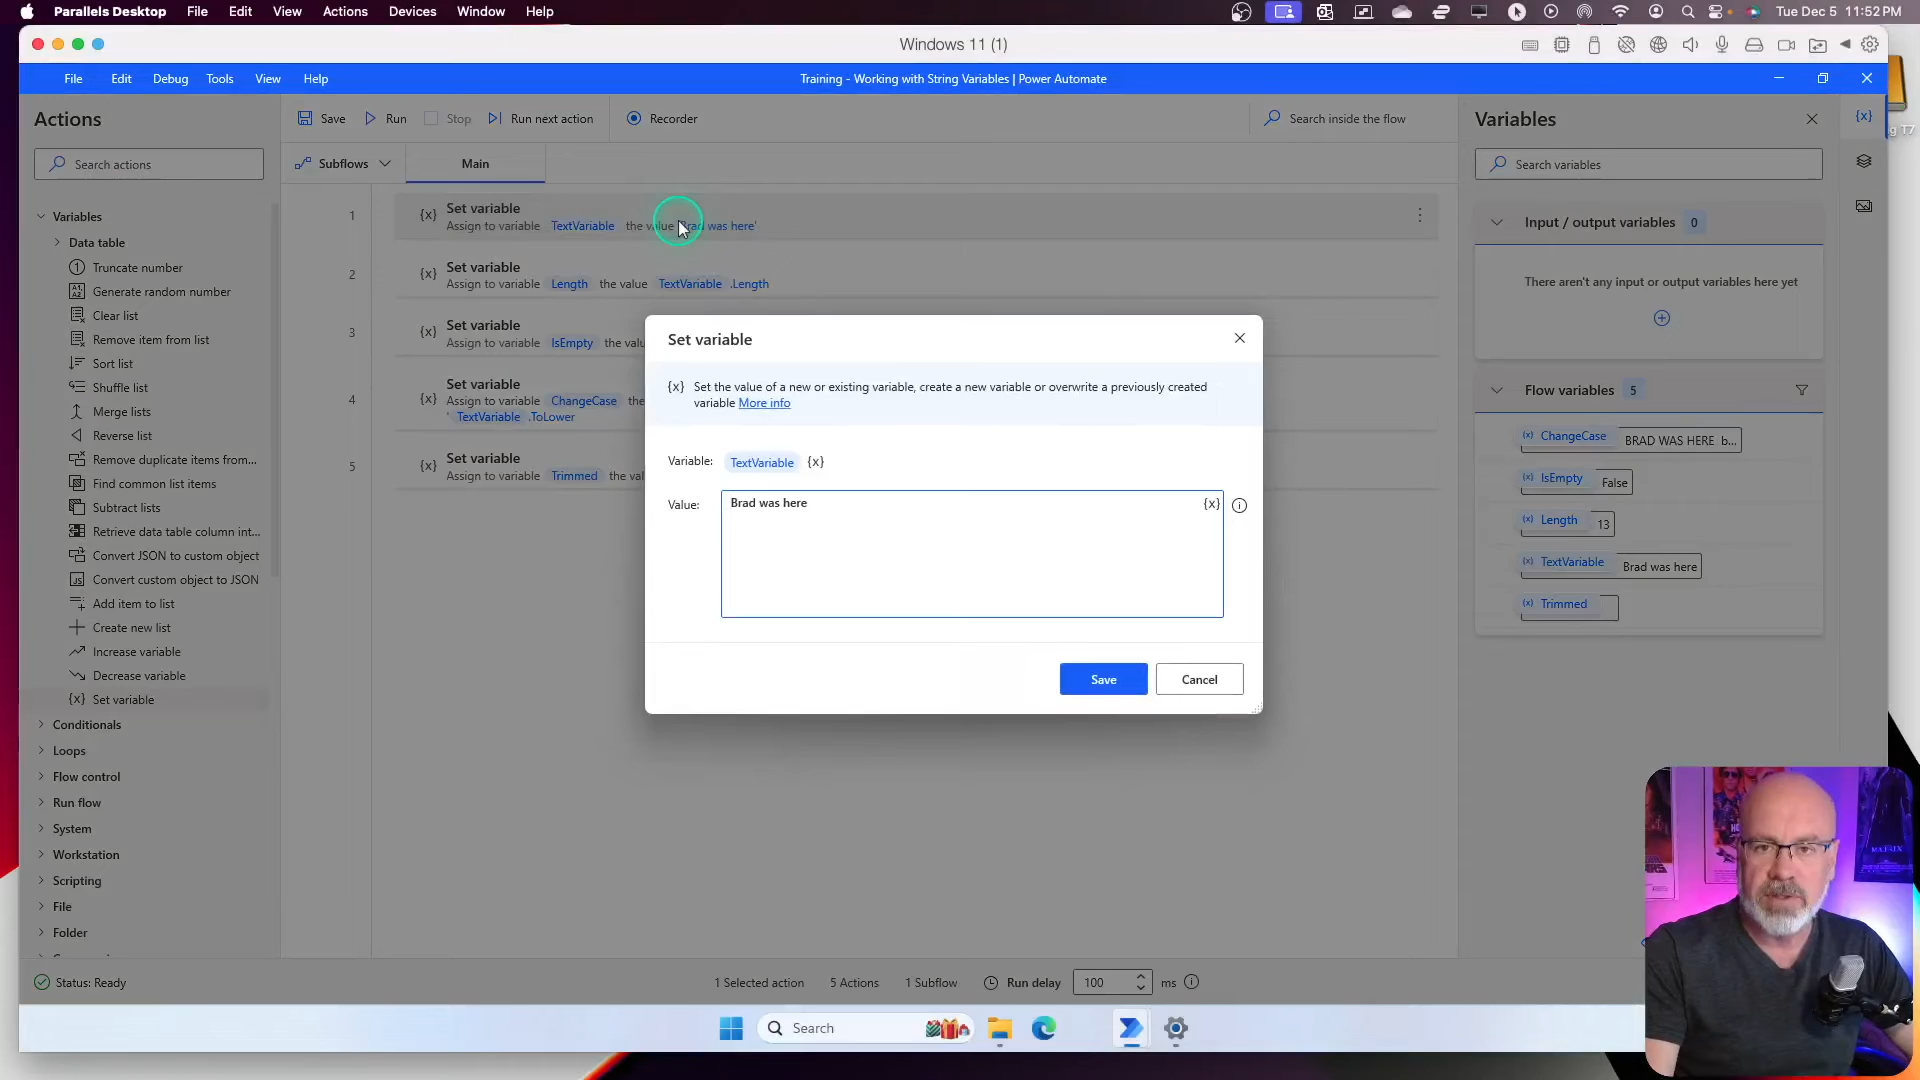 Parallels Desktop File Edit View Actions Devices Window Help Tue Dec 5 11:52 PM
Windows 11 (1)
File Edit Debug Tools View Help Training - Working with String Variables | Power Automate
Actions
Search actions
Variables
Data table
Truncate number
Generate random number
Clear list
Remove item from list
Sort list
Shuffle list
Merge lists
Reverse list
Remove duplicate items from...
Find common list items
Subtract lists
Retrieve data table column int...
Convert JSON to custom object
Convert custom object to JSON
Add item to list
Create new list
Increase variable
Decrease variable
{x} Set variable
Conditionals
Loops
Flow control
Run flow
System
Workstation
Scripting
File
Folder
Save Run Stop Run next action Recorder Search inside the flow
Subflows Main
1 {x} Set variable
Assign to variable TextVariable the value 'Brad was here'
2 {x} Set variable
Assign to variable Length the value TextVariable .Length
3 {x} Set variable
Assign to variable IsEmpty the valu
4 {x} Set variable
Assign to variable ChangeCase the
' TextVariable .ToLower
5 {x} Set variable
Assign to variable Trimmed the val
Set variable
{x} Set the value of a new or existing variable, create a new variable or overwrite a previously created
variable More info
Variable: TextVariable {x}
Value: Brad was here {x}
Save Cancel
Variables {x}
Search variables
Input / output variables 0
There aren't any input or output variables here yet
Flow variables 5
(x) ChangeCase BRAD WAS HERE b...
(x) IsEmpty False
(x) Length 13
(x) TextVariable Brad was here
(x) Trimmed
g T7
MATRIX
Status: Ready 1 Selected action 5 Actions 1 Subflow Run delay 100 ms
Search